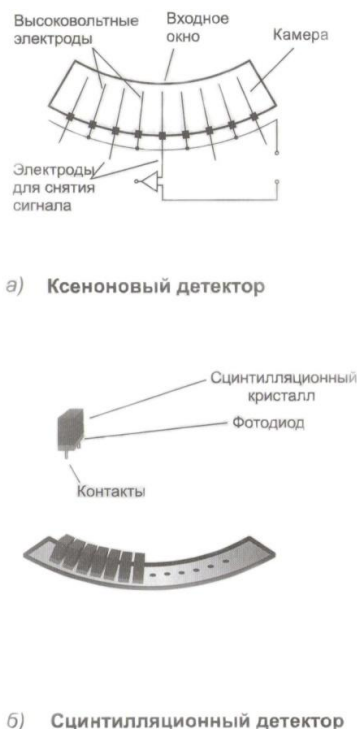 Высоковольтные
электроды
Входное
окно
Камера
Электроды
для снятия
сигнала
а) Ксеноновый детектор
Сцинтилляционный
кристалл
Фотодиод
Контакты
б) Сцинтилляционный детектор